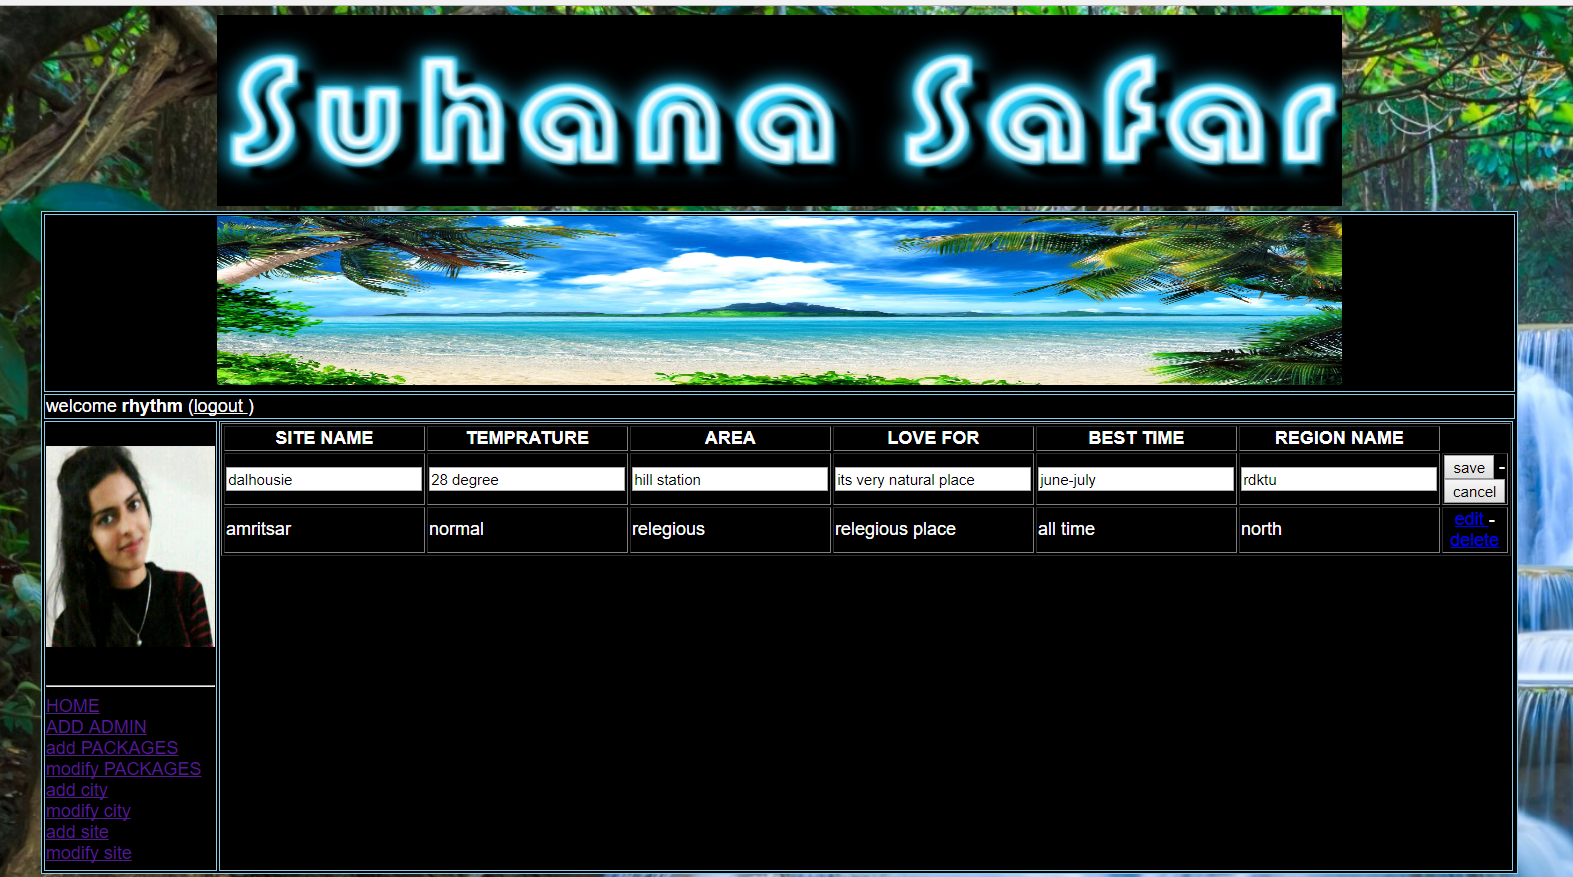 Suhana Safar
welcome rhythm (logout )
SITE NAME TEMPRATURE AREA LOVE FOR BEST TIME REGION NAME
dalhousie 28 degree hill station its very natural place june-july rdktu save -
cancel
amritsar normal relegious relegious place all time north edit -
delete
HOME
ADD ADMIN
add PACKAGES
modify PACKAGES
add city
modify city
add site
modify site